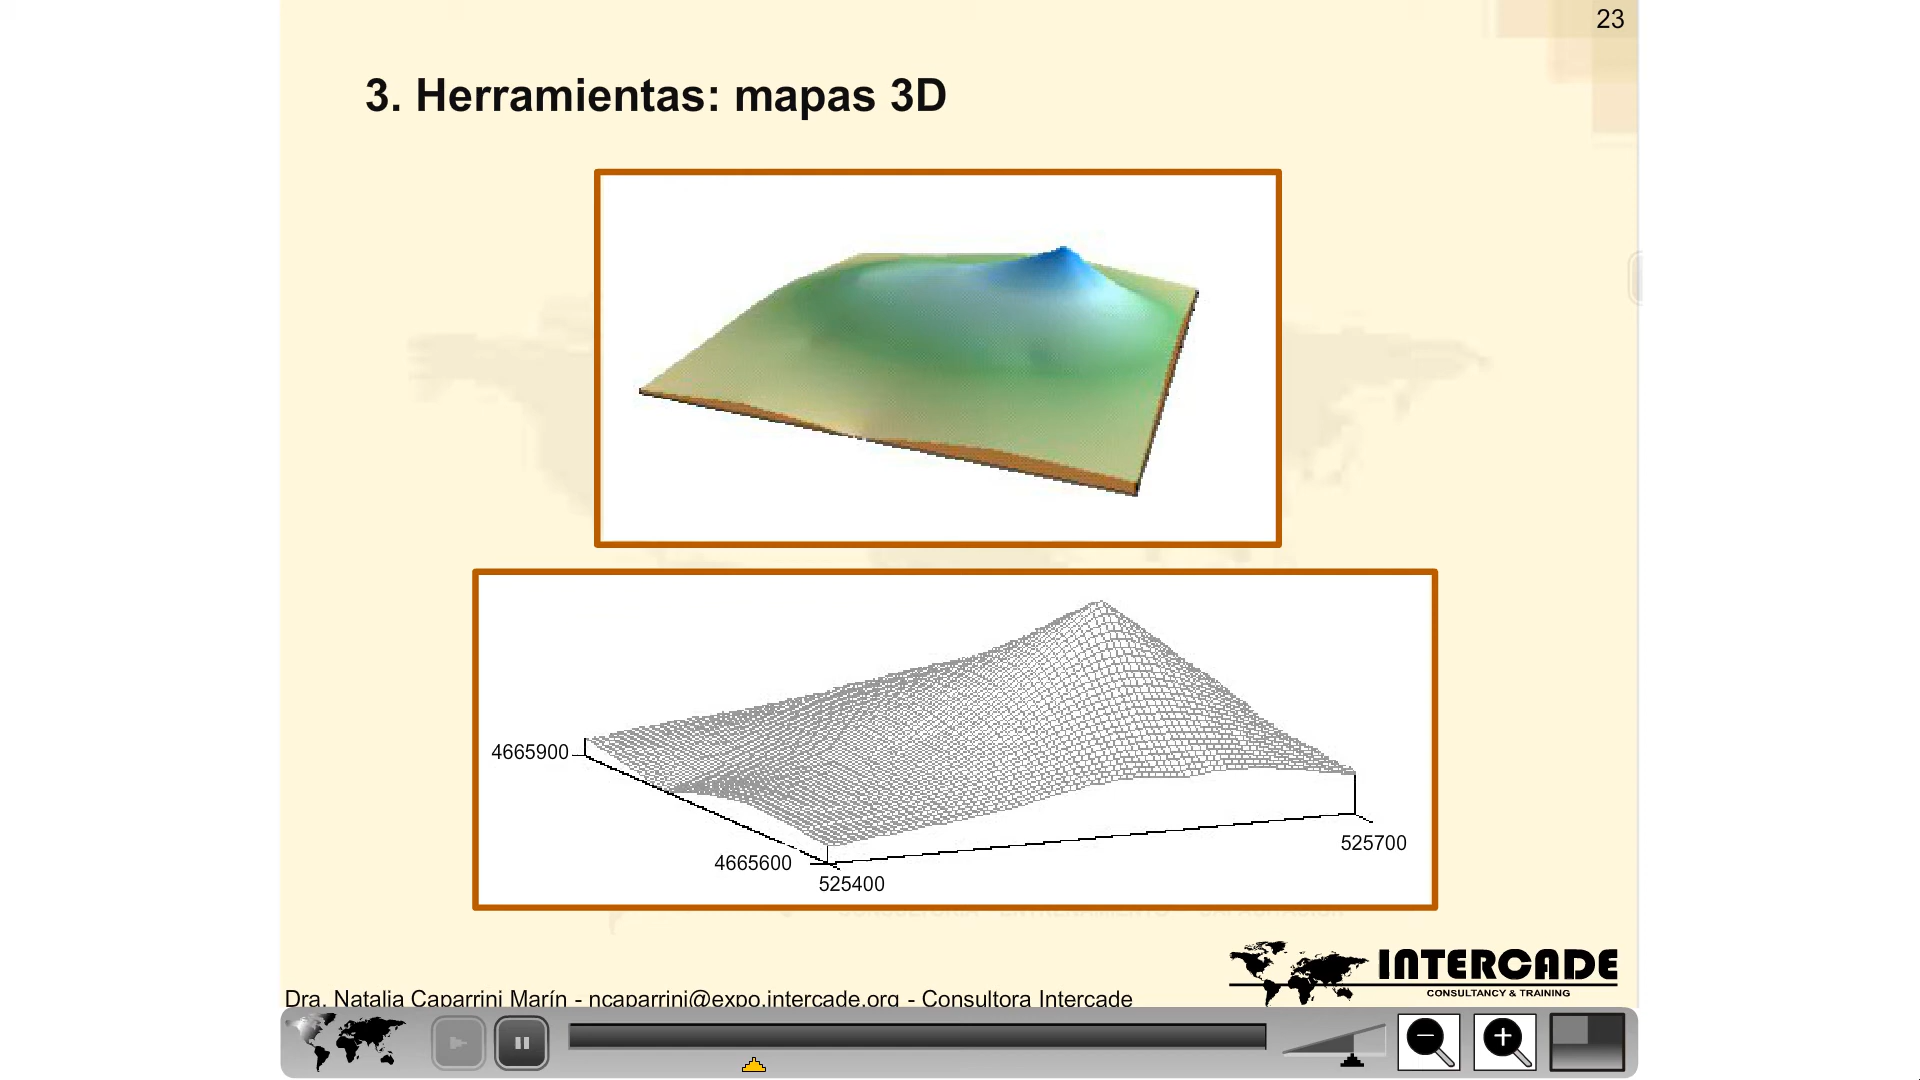 23
3. Herramientas: mapas 3D
4665900
4665600
525400
525700
INTERCADE
CONSULTANCY & TRAINING
Dra. Natalia Caparrini Marín - ncaparrini@expo.intercade.org - Consultora Intercade